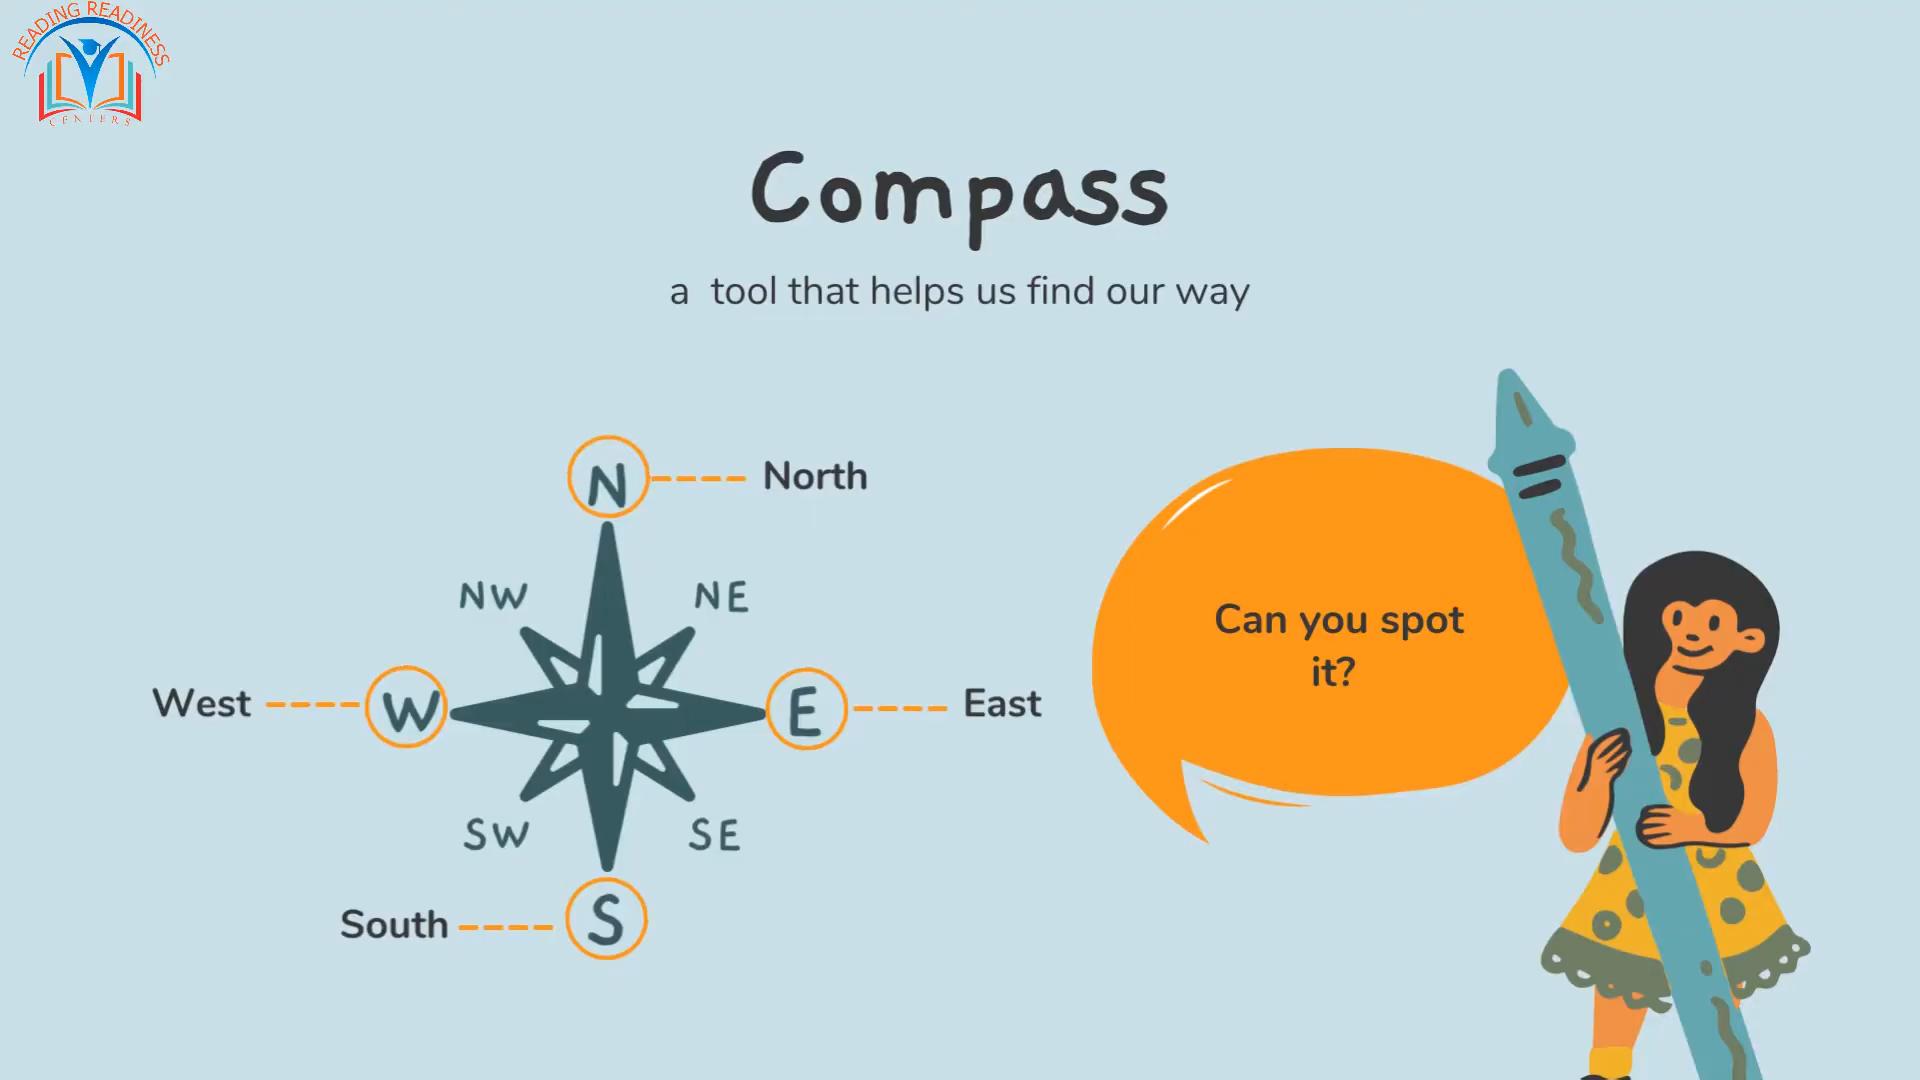 READING READINESS
CENTERS
Compass
a tool that helps us find our way
N
North
NW
NE
West
W
E
East
SW
SE
South
S
Can you spot
it?